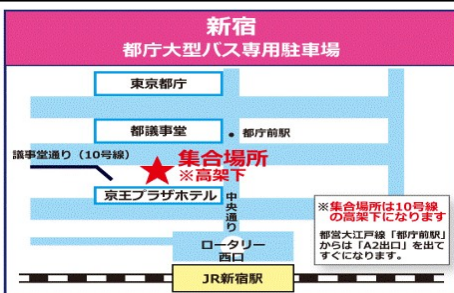 新宿
都庁大型バス専用駐車場
東京都庁
都議事堂
都庁前駅
議事堂通り（10号線）
集合場所
※高架下
京王プラザホテル
中央通り
※集合場所は10号線
の高架下になります
都営大江戸線「都庁前駅」
からは「A2出口」を出て
すぐになります。
ロータリー
西口
JR新宿駅